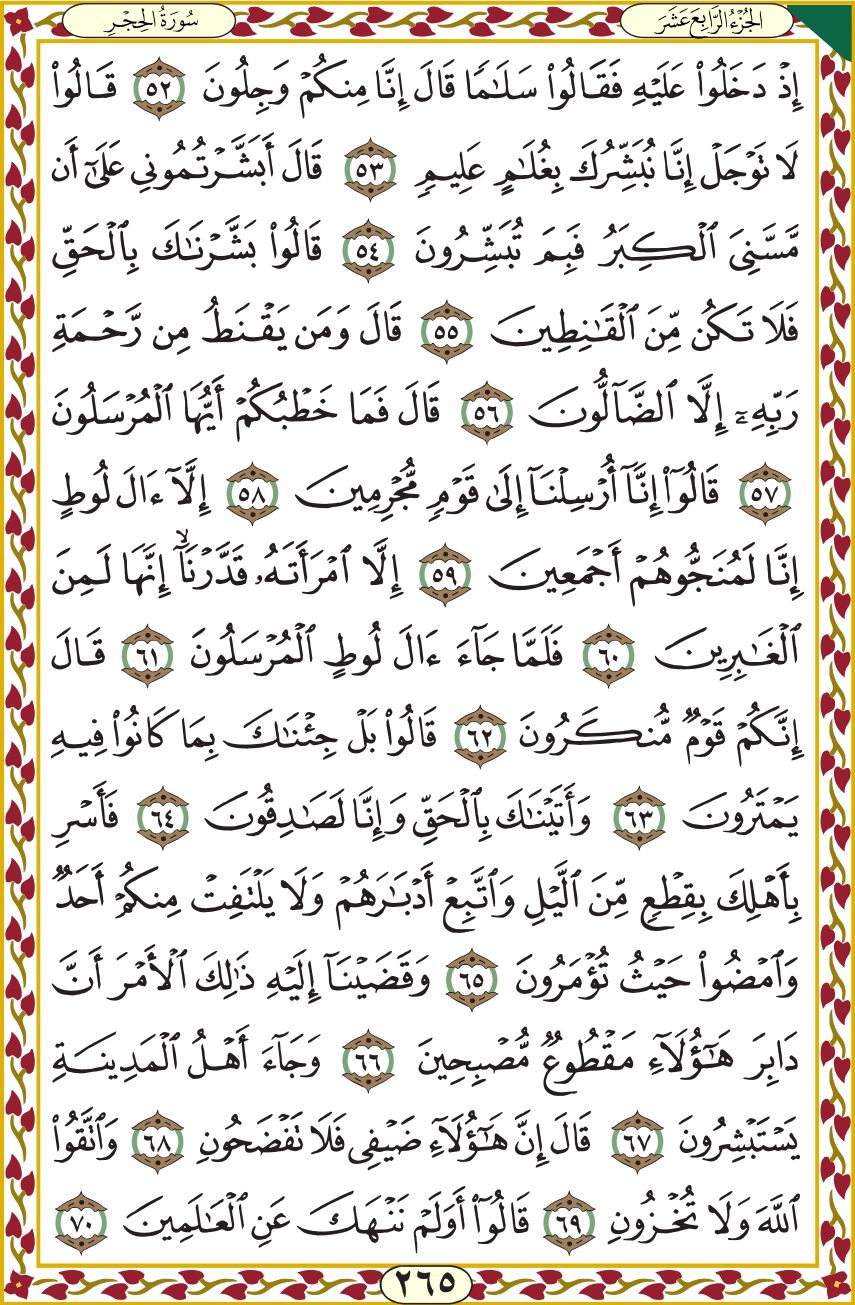 الجُزْءُ الرَّابِعَ عَشَرَ
سُورَةُ الحِجْرِ
إِذْ دَخَلُوا۟ عَلَيْهِ فَقَالُوا۟ سَلَـٰمًا قَالَ إِنَّا مِنكُمْ وَجِلُونَ ٥٢ قَالُوا۟
لَا تَوْجَلْ إِنَّا نُبَشِّرُكَ بِغُلَـٰمٍ عَلِيمٍ ٥٣ قَالَ أَبَشَّرْتُمُونِى عَلَىٰٓ أَن
مَّسَّنِىَ ٱلْكِبَرُ فَبِمَ تُبَشِّرُونَ ٥٤ قَالُوا۟ بَشَّرْنَـٰكَ بِٱلْحَقِّ
فَلَا تَكُن مِّنَ ٱلْقَـٰنِطِينَ ٥٥ قَالَ وَمَن يَقْنَطُ مِن رَّحْمَةِ
رَبِّهِۦٓ إِلَّا ٱلضَّآلُّونَ ٥٦ قَالَ فَمَا خَطْبُكُمْ أَيُّهَا ٱلْمُرْسَلُونَ
٥٧ قَالُوٓا۟ إِنَّآ أُرْسِلْنَآ إِلَىٰ قَوْمٍ مُّجْرِمِينَ ٥٨ إِلَّآ ءَالَ لُوطٍ
إِنَّا لَمُنَجُّوهُمْ أَجْمَعِينَ ٥٩ إِلَّا ٱمْرَأَتَهُۥ قَدَّرْنَآ ۙ إِنَّهَا لَمِنَ
ٱلْغَـٰبِرِينَ ٦٠ فَلَمَّا جَآءَ ءَالَ لُوطٍ ٱلْمُرْسَلُونَ ٦١ قَالَ
إِنَّكُمْ قَوْمٌ مُّنكَرُونَ ٦٢ قَالُوا۟ بَلْ جِئْنَـٰكَ بِمَا كَانُوا۟ فِيهِ
يَمْتَرُونَ ٦٣ وَأَتَيْنَـٰكَ بِٱلْحَقِّ وَإِنَّا لَصَـٰدِقُونَ ٦٤ فَأَسْرِ
بِأَهْلِكَ بِقِطْعٍ مِّنَ ٱلَّيْلِ وَٱتَّبِعْ أَدْبَـٰرَهُمْ وَلَا يَلْتَفِتْ مِنكُمْ أَحَدٌ
وَٱمْضُوا۟ حَيْثُ تُؤْمَرُونَ ٦٥ وَقَضَيْنَآ إِلَيْهِ ذَٰلِكَ ٱلْأَمْرَ أَنَّ
دَابِرَ هَـٰٓؤُلَآءِ مَقْطُوعٌ مُّصْبِحِينَ ٦٦ وَجَآءَ أَهْلُ ٱلْمَدِينَةِ
يَسْتَبْشِرُونَ ٦٧ قَالَ إِنَّ هَـٰٓؤُلَآءِ ضَيْفِى فَلَا تَفْضَحُونِ ٦٨ وَٱتَّقُوا۟
ٱللَّهَ وَلَا تُخْزُونِ ٦٩ قَالُوٓا۟ أَوَلَمْ نَنْهَكَ عَنِ ٱلْعَـٰلَمِينَ ٧٠
٢٦٥